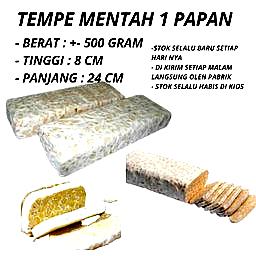 TEMPE MENTAH 1 PAPAN
- BERAT : +- 500 GRAM
- TINGGI : 8 CM
- PANJANG : 24 CM
-STOK SELALU BARU SETIAP
HARI NYA
- DI KIRIM SETIAP MALAM
LANGSUNG OLEN PABRIK
- STOK SELALU HABIS DI KIOS